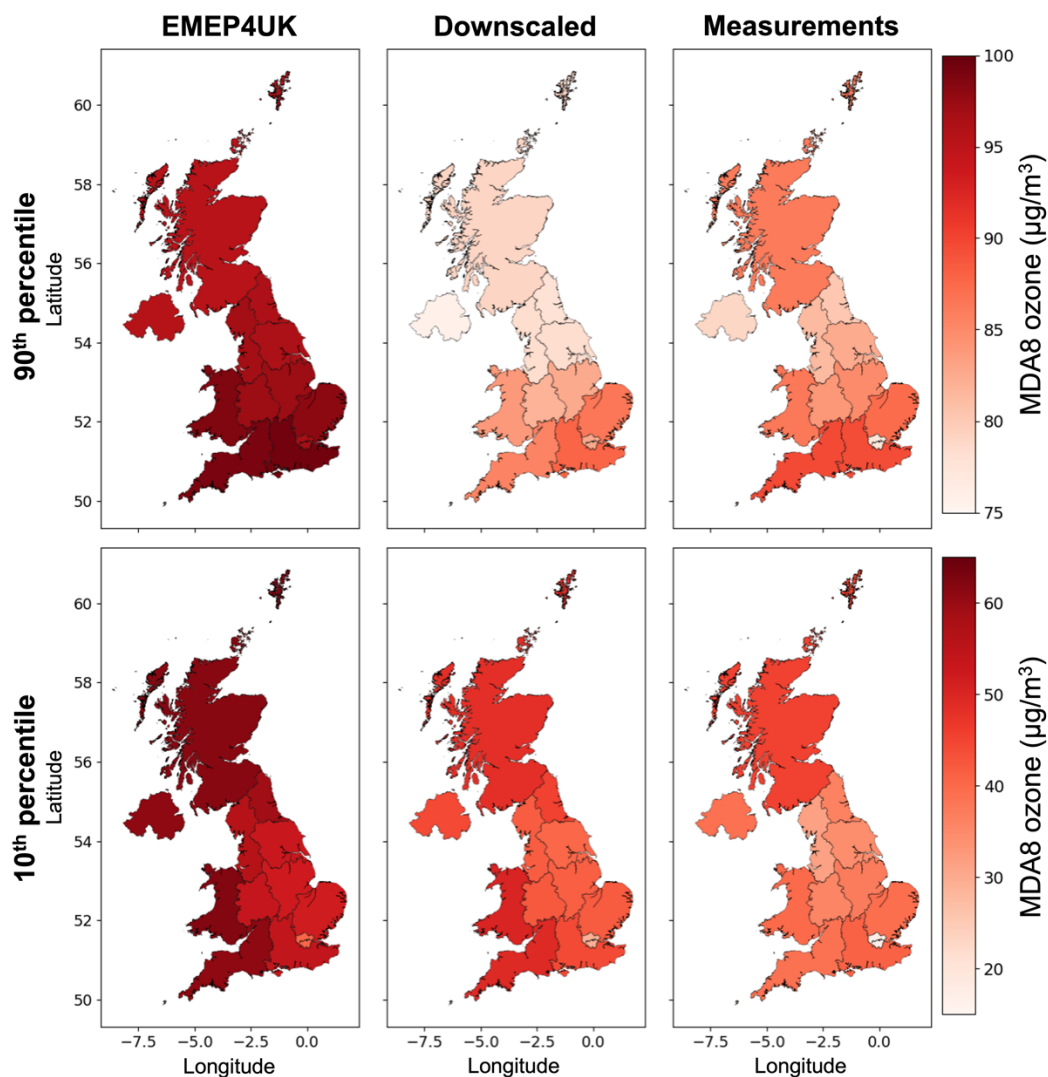 EMEP4UK Downscaled Measurements
90th percentile
Latitude
60
58
56
54
52
50
100
95
90
85
80
75
MDA8 ozone (µg/m³)
10th percentile
Latitude
60
58
56
54
52
50
60
50
40
30
20
MDA8 ozone (µg/m³)
−7.5 −5.0 −2.5 0.0 −7.5 −5.0 −2.5 0.0 −7.5 −5.0 −2.5 0.0
Longitude Longitude Longitude